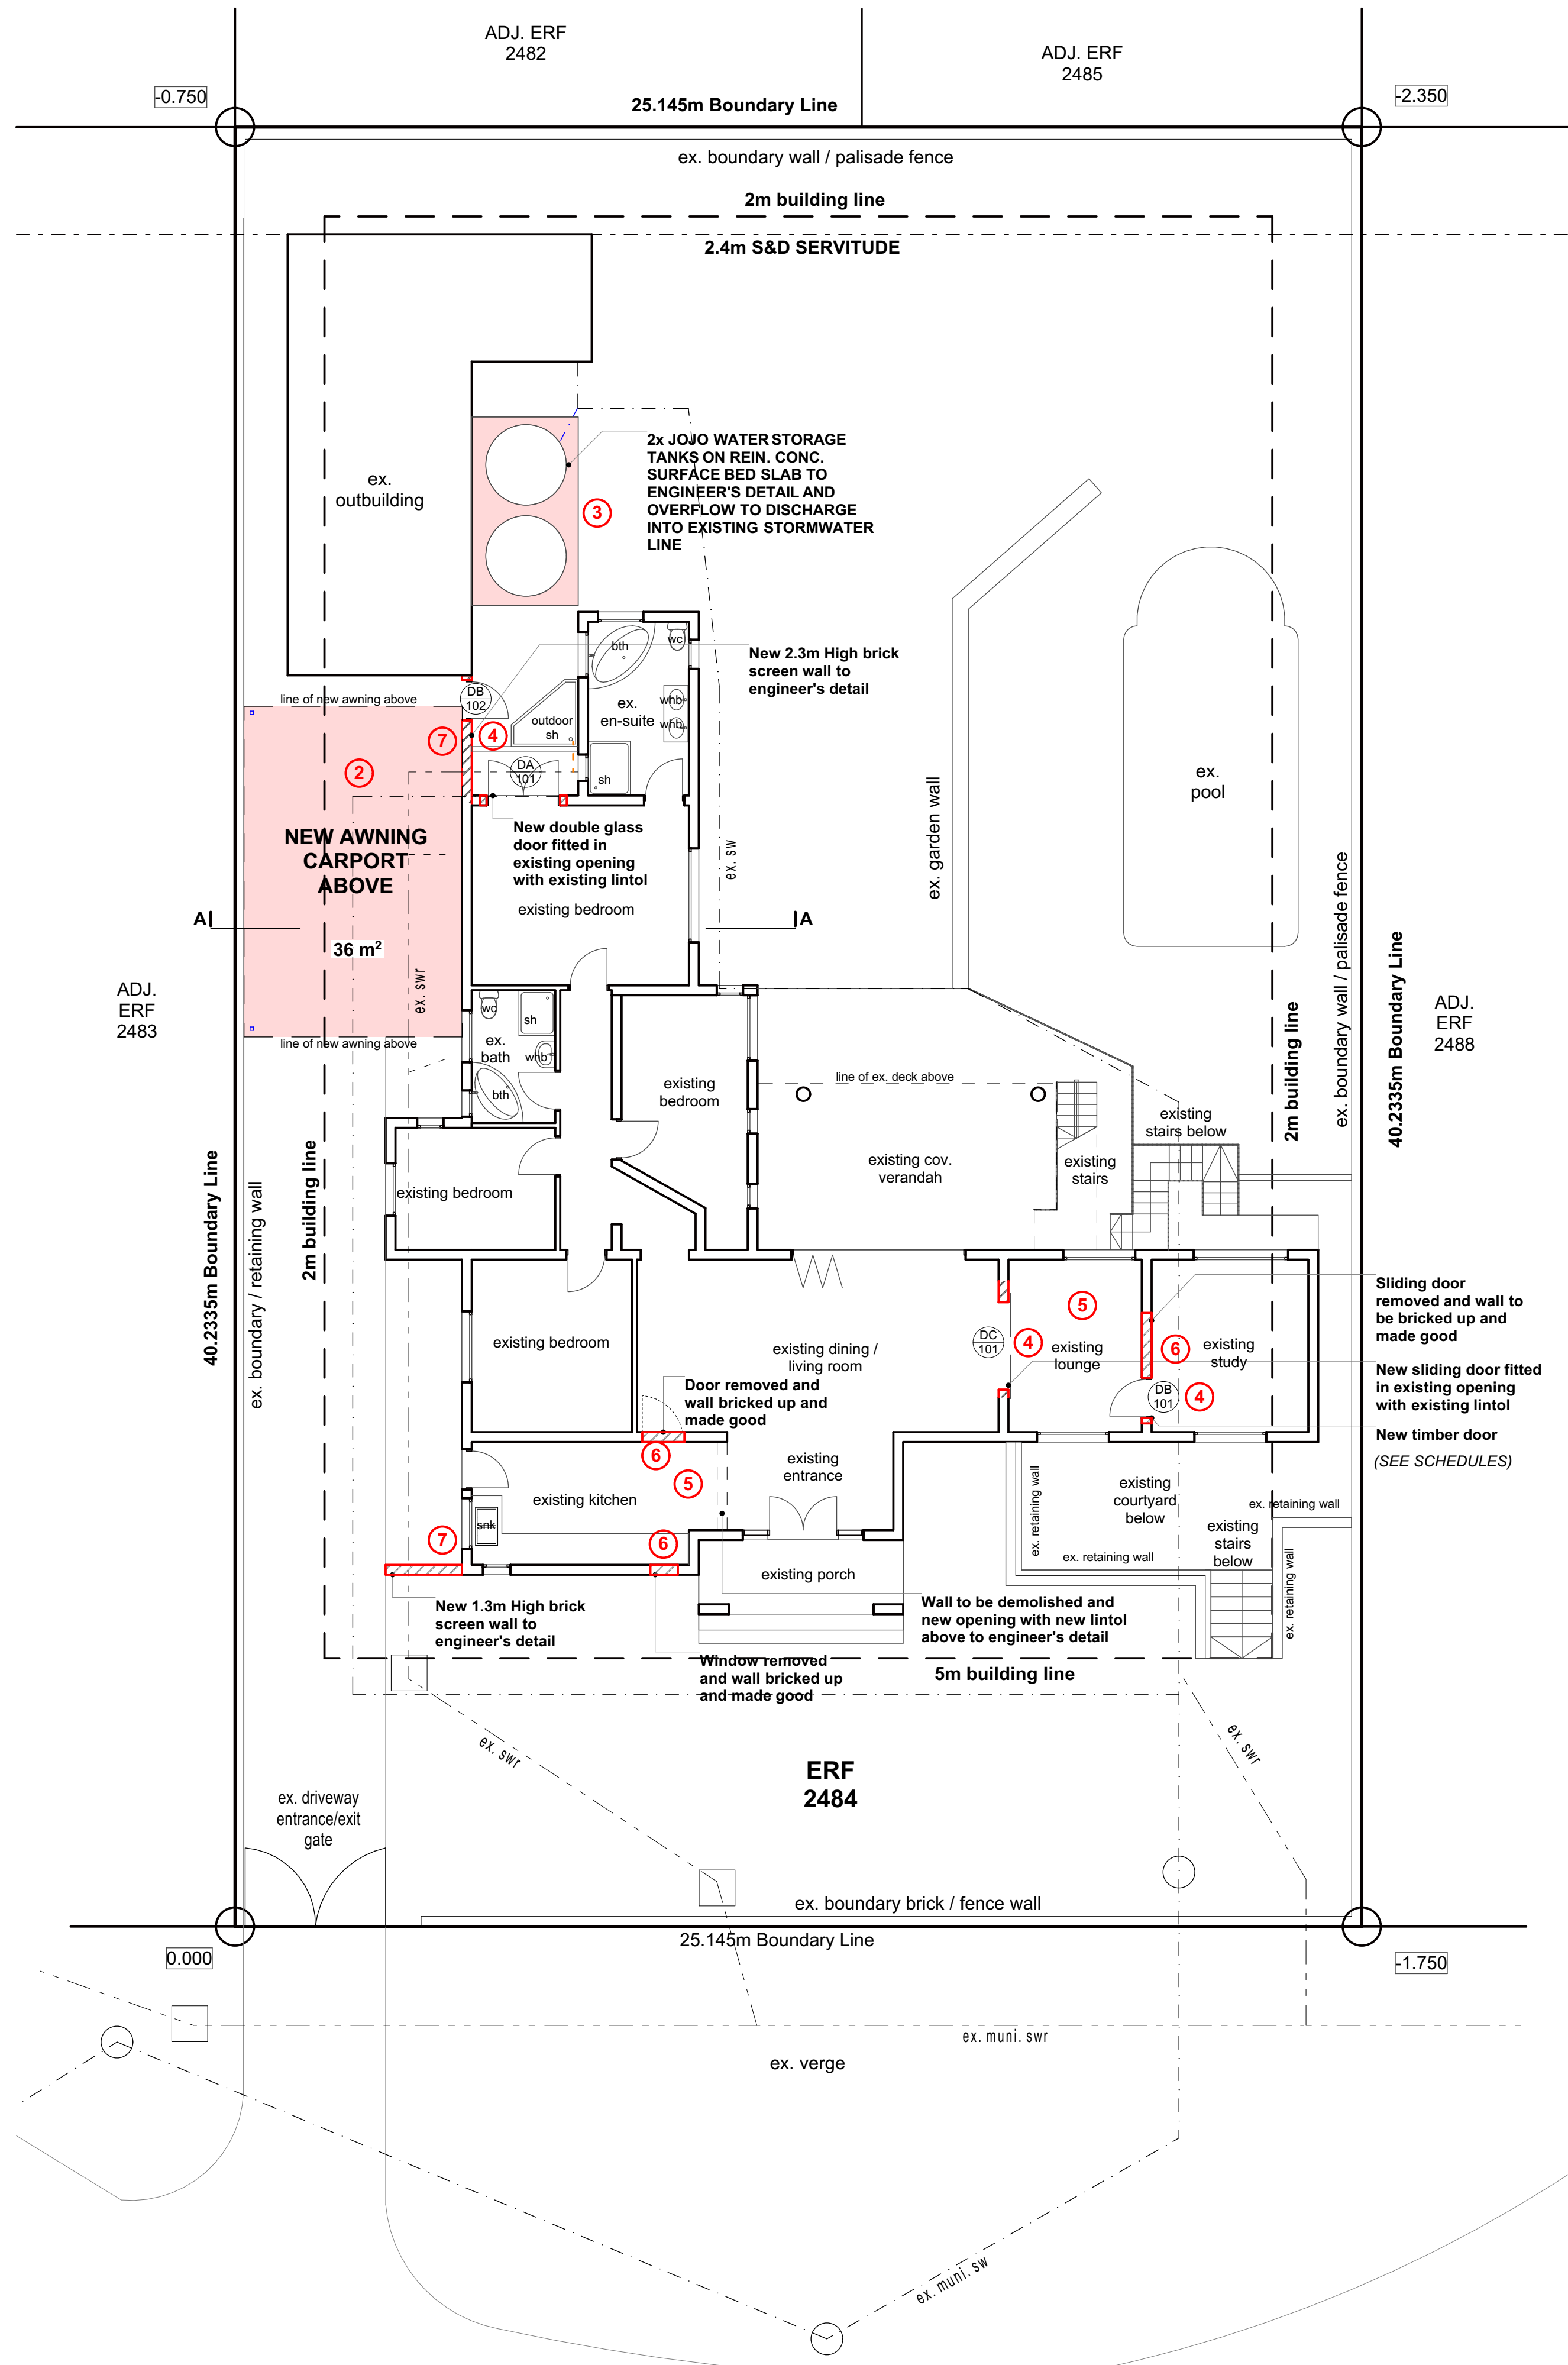 ADJ. ERF
2482
ADJ. ERF
2485
-0.750
25.145m Boundary Line
-2.350
ex. boundary wall / palisade fence
2m building line
2.4m S&D SERVITUDE
ex.
outbuilding
2x JOJO WATER STORAGE
TANKS ON REIN. CONC.
SURFACE BED SLAB TO
ENGINEER'S DETAIL AND
OVERFLOW TO DISCHARGE
INTO EXISTING STORMWATER
LINE
3
New 2.3m High brick
screen wall to
engineer's detail
bth
wc
ex.
en-suite
whb
whb
sh
line of new awning above
DB
102
outdoor
sh
7
4
2
DA
101
ex.
pool
NEW AWNING
CARPORT
ABOVE
36 m²
New double glass
door fitted in
existing opening
with existing lintol
existing bedroom
ex. sw
ex. garden wall
A
A
ex. swr
ADJ.
ERF
2483
line of new awning above
wc
sh
ex.
bath
whb
bth
existing
bedroom
line of ex. deck above
existing cov.
verandah
existing
stairs
existing
stairs below
2m building line
ex. boundary wall / palisade fence
40.2335m Boundary Line
ADJ.
ERF
2488
40.2335m Boundary Line
ex. boundary / retaining wall
2m building line
existing bedroom
existing bedroom
existing dining /
living room
DC
101
4
5
existing
lounge
6
existing
study
DB
101
4
Sliding door
removed and wall to
be bricked up and
made good
New sliding door fitted
in existing opening
with existing lintol
New timber door
(SEE SCHEDULES)
Door removed and
wall bricked up and
made good
6
5
existing
entrance
existing kitchen
snk
7
6
existing porch
ex. retaining wall
existing
courtyard
below
ex. retaining wall
ex. retaining wall
existing
stairs
below
ex. retaining wall
New 1.3m High brick
screen wall to
engineer's detail
Window removed
and wall bricked up
and made good
Wall to be demolished and
new opening with new lintol
above to engineer's detail
5m building line
ex. swr
ex. swr
ERF
2484
ex. driveway
entrance/exit
gate
ex. boundary brick / fence wall
25.145m Boundary Line
0.000
-1.750
ex. muni. swr
ex. verge
ex. muni. sw